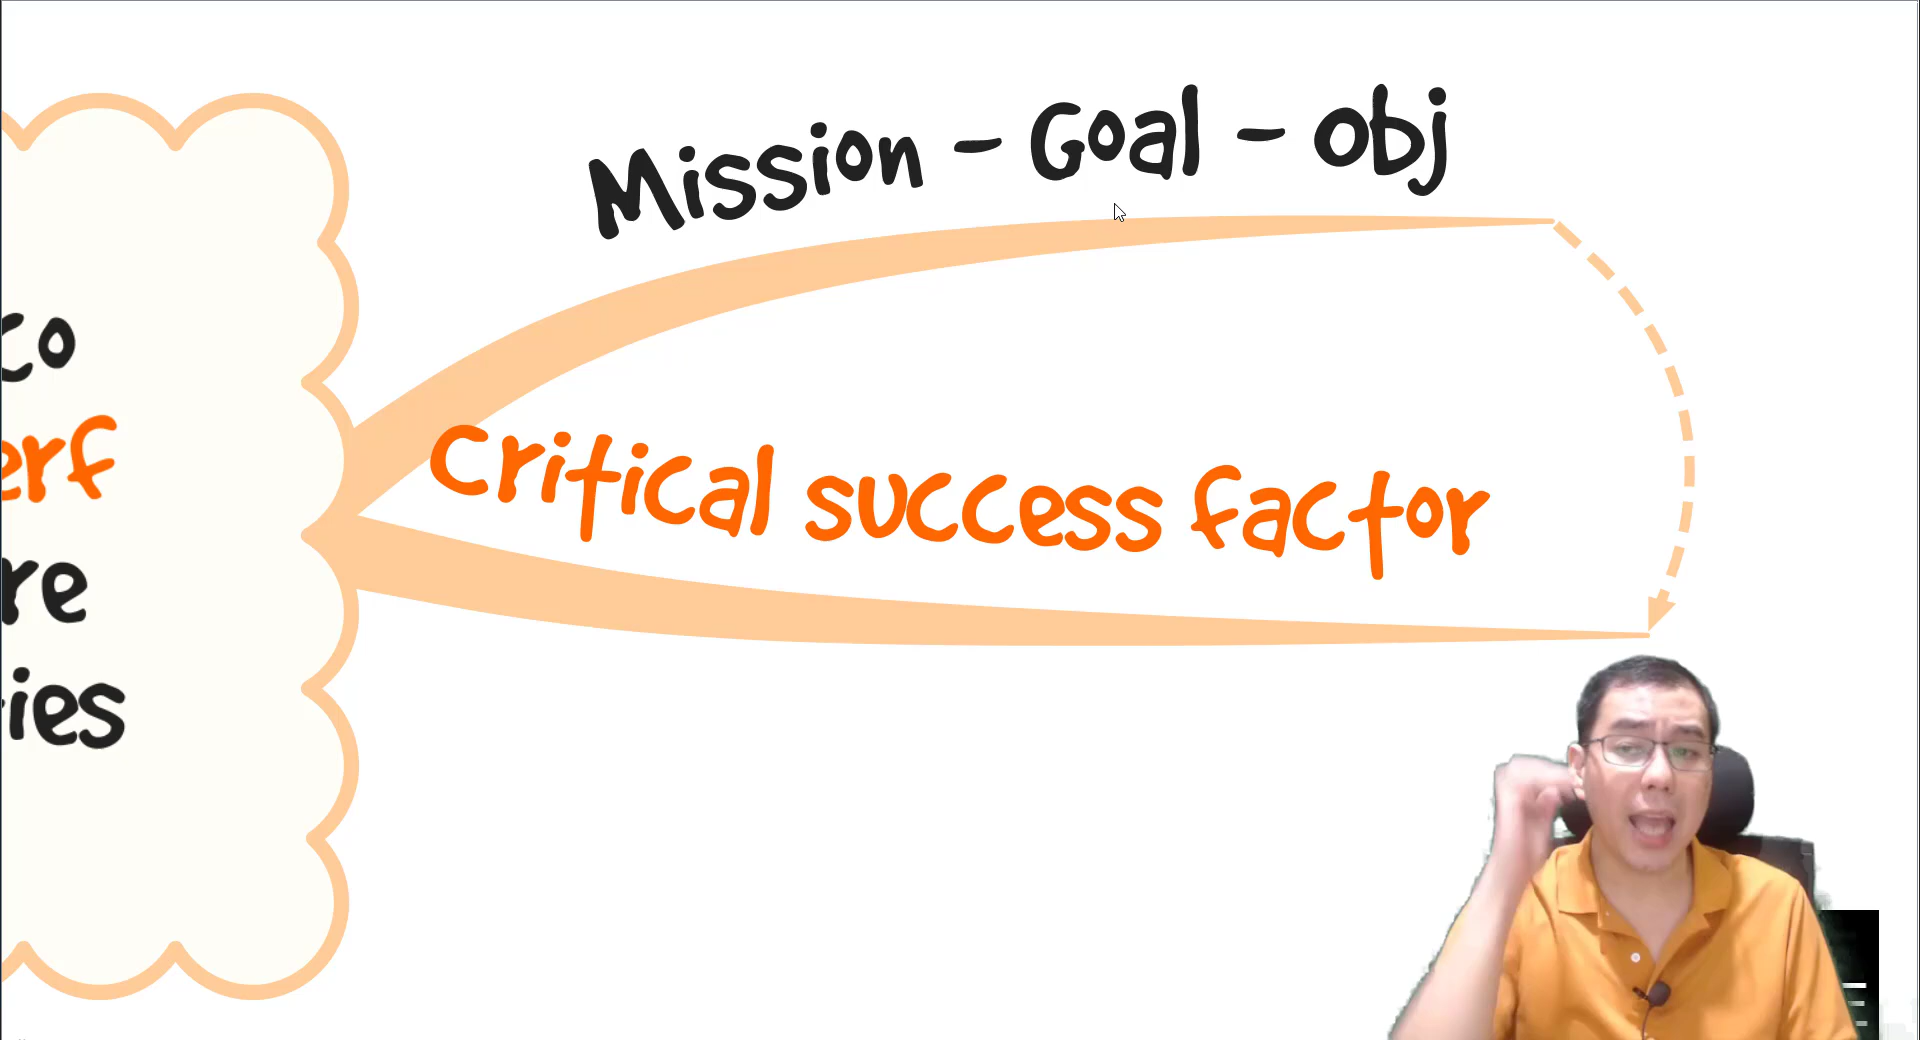 Mission - Goal - obj
co
erf
critical success factor
re
ies